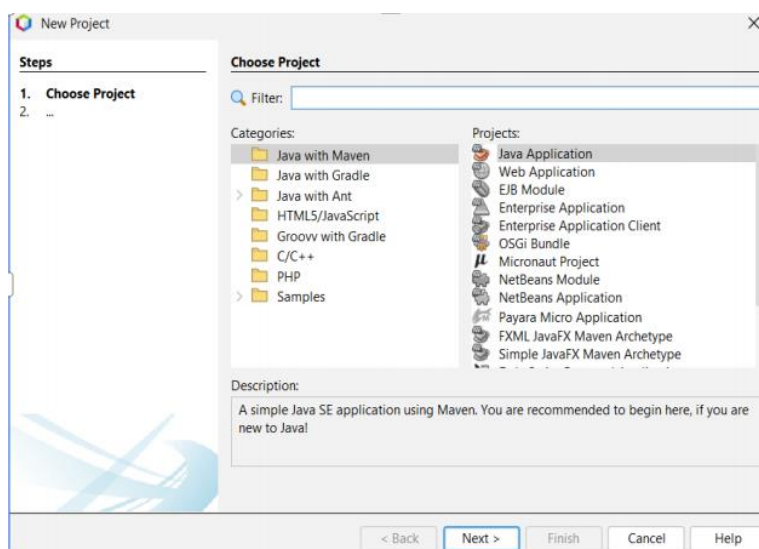 New Project
Steps
1. Choose Project
2. ...
Choose Project
Filter:
Categories:
Java with Maven
Java with Gradle
Java with Ant
HTML5/JavaScript
Groovy with Gradle
C/C++
PHP
Samples
Projects:
Java Application
Web Application
EJB Module
Enterprise Application
Enterprise Application Client
OSGi Bundle
Micronaut Project
NetBeans Module
NetBeans Application
Payara Micro Application
FXML JavaFX Maven Archetype
Simple JavaFX Maven Archetype
Description:
A simple Java SE application using Maven. You are recommended to begin here, if you are
new to Java!
< Back
Next >
Finish
Cancel
Help